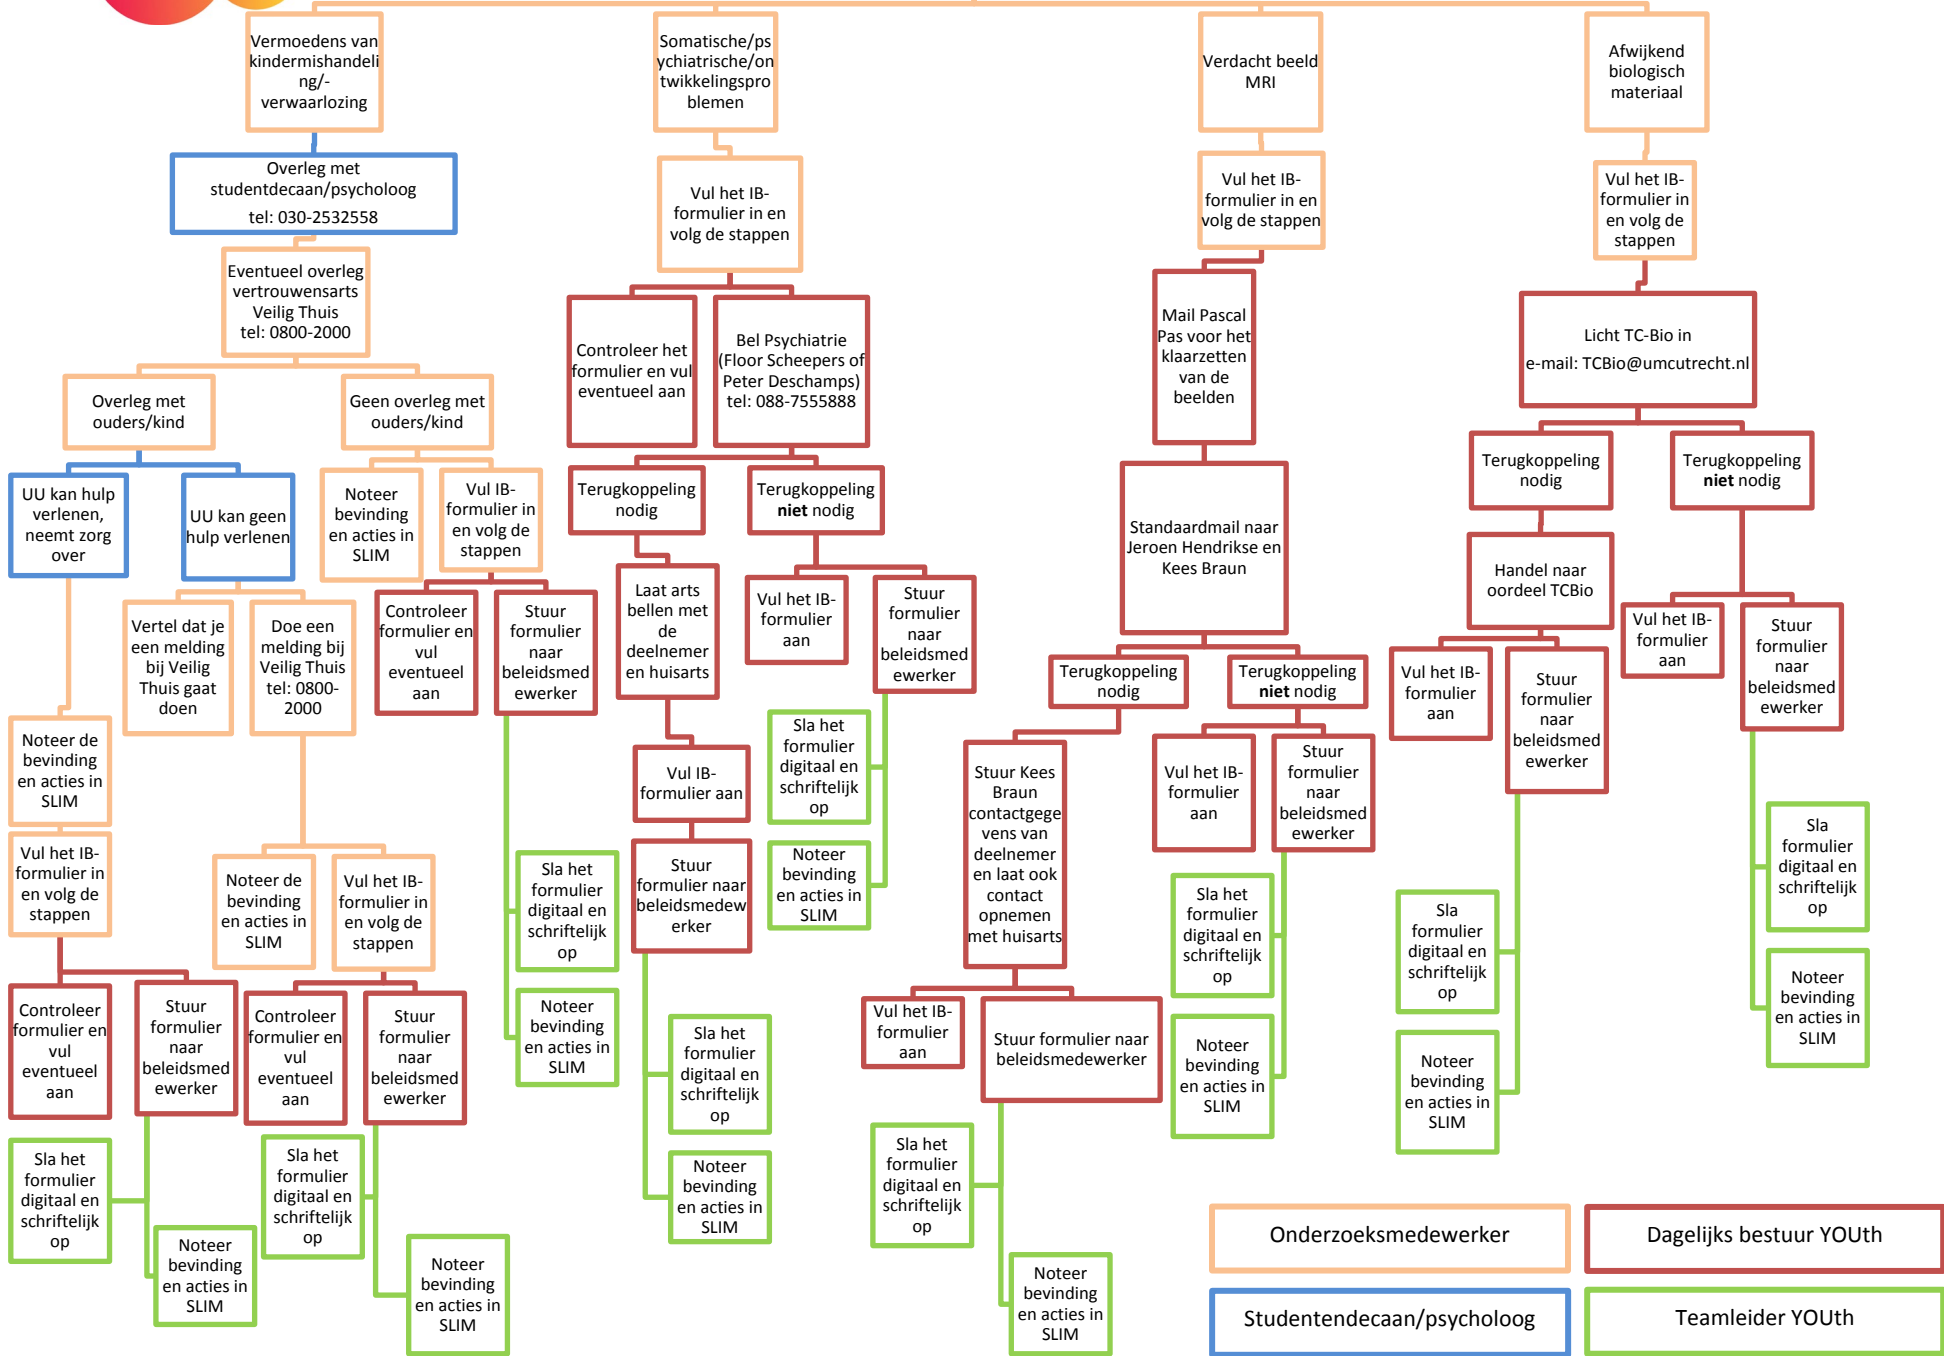 Vermoedens van
kindermishandeli
ng/-
verwaarlozing
Somatische/ps
ychiatrische/on
twikkelingspro
blemen
Verdacht beeld
MRI
Afwijkend
biologisch
materiaal
Overleg met
studentdecaan/psycholoog
tel: 030-2532558
Vul het IB-
formulier in en
volg de stappen
Vul het IB-
formulier in en
volg de stappen
Vul het IB-
formulier in
en volg de
stappen
Eventueel overleg
vertrouwensarts
Veilig Thuis
tel: 0800-2000
Controleer het
formulier en vul
eventueel aan
Bel Psychiatrie
(Floor Scheepers of
Peter Deschamps)
tel: 088-7555888
Mail Pascal
Pas voor het
klaarzetten
van de
beelden
Licht TC-Bio in
e-mail: TCBio@umcutrecht.nl
Overleg met
ouders/kind
Geen overleg met
ouders/kind
UU kan hulp
verlenen,
neemt zorg
over
UU kan geen
hulp verlenen
Noteer
bevinding
en acties in
SLIM
Vul IB-
formulier in
en volg de
stappen
Terugkoppeling
nodig
Terugkoppeling
niet nodig
Standaardmail naar
Jeroen Hendrikse en
Kees Braun
Terugkoppeling
nodig
Terugkoppeling
niet nodig
Handel naar
oordeel TCBio
Vertel dat je
een melding
bij Veilig
Thuis gaat
doen
Doe een
melding bij
Veilig Thuis
tel: 0800-
2000
Controleer
formulier en
vul
eventueel
aan
Stuur
formulier
naar
beleidsmed
ewerker
Laat arts
bellen met
de
deelnemer
en huisarts
Vul het IB-
formulier
aan
Stuur
formulier
naar
beleidsmed
ewerker
Terugkoppeling
nodig
Terugkoppeling
niet nodig
Vul het IB-
formulier
aan
Stuur
formulier
naar
beleidsmed
ewerker
Vul het IB-
formulier
aan
Stuur
formulier
naar
beleidsmed
ewerker
Noteer de
bevinding
en acties in
SLIM
Vul het IB-
formulier in
en volg de
stappen
Noteer de
bevinding
en acties in
SLIM
Vul het IB-
formulier in
en volg de
stappen
Sla het
formulier
digitaal en
schriftelijk
op
Noteer
bevinding
en acties in
SLIM
Vul IB-
formulier aan
Stuur
formulier naar
beleidsmedew
erker
Sla het
formulier
digitaal en
schriftelijk
op
Noteer
bevinding
en acties in
SLIM
Stuur Kees
Braun
contactgege
vens van
deelnemer
en laat ook
contact
opnemen
met huisarts
Vul het IB-
formulier
aan
Stuur
formulier
naar
beleidsmed
ewerker
Sla het
formulier
digitaal en
schriftelijk
op
Noteer
bevinding
en acties in
SLIM
Sla
formulier
digitaal en
schriftelijk
op
Noteer
bevinding
en acties in
SLIM
Sla
formulier
digitaal en
schriftelijk
op
Noteer
bevinding
en acties in
SLIM
Controleer
formulier en
vul
eventueel
aan
Stuur
formulier
naar
beleidsmed
ewerker
Controleer
formulier en
vul
eventueel
aan
Stuur
formulier
naar
beleidsmed
ewerker
Sla het
formulier
digitaal en
schriftelijk
op
Noteer
bevinding
en acties in
SLIM
Vul het IB-
formulier
aan
Stuur formulier naar
beleidsmedewerker
Sla het
formulier
digitaal en
schriftelijk
op
Noteer
bevinding
en acties in
SLIM
Sla het
formulier
digitaal en
schriftelijk
op
Noteer
bevinding
en acties in
SLIM
Sla het
formulier
digitaal en
schriftelijk
op
Noteer
bevinding
en acties in
SLIM
Onderzoeksmedewerker
Dagelijks bestuur YOUth
Studentendecaan/psycholoog
Teamleider YOUth